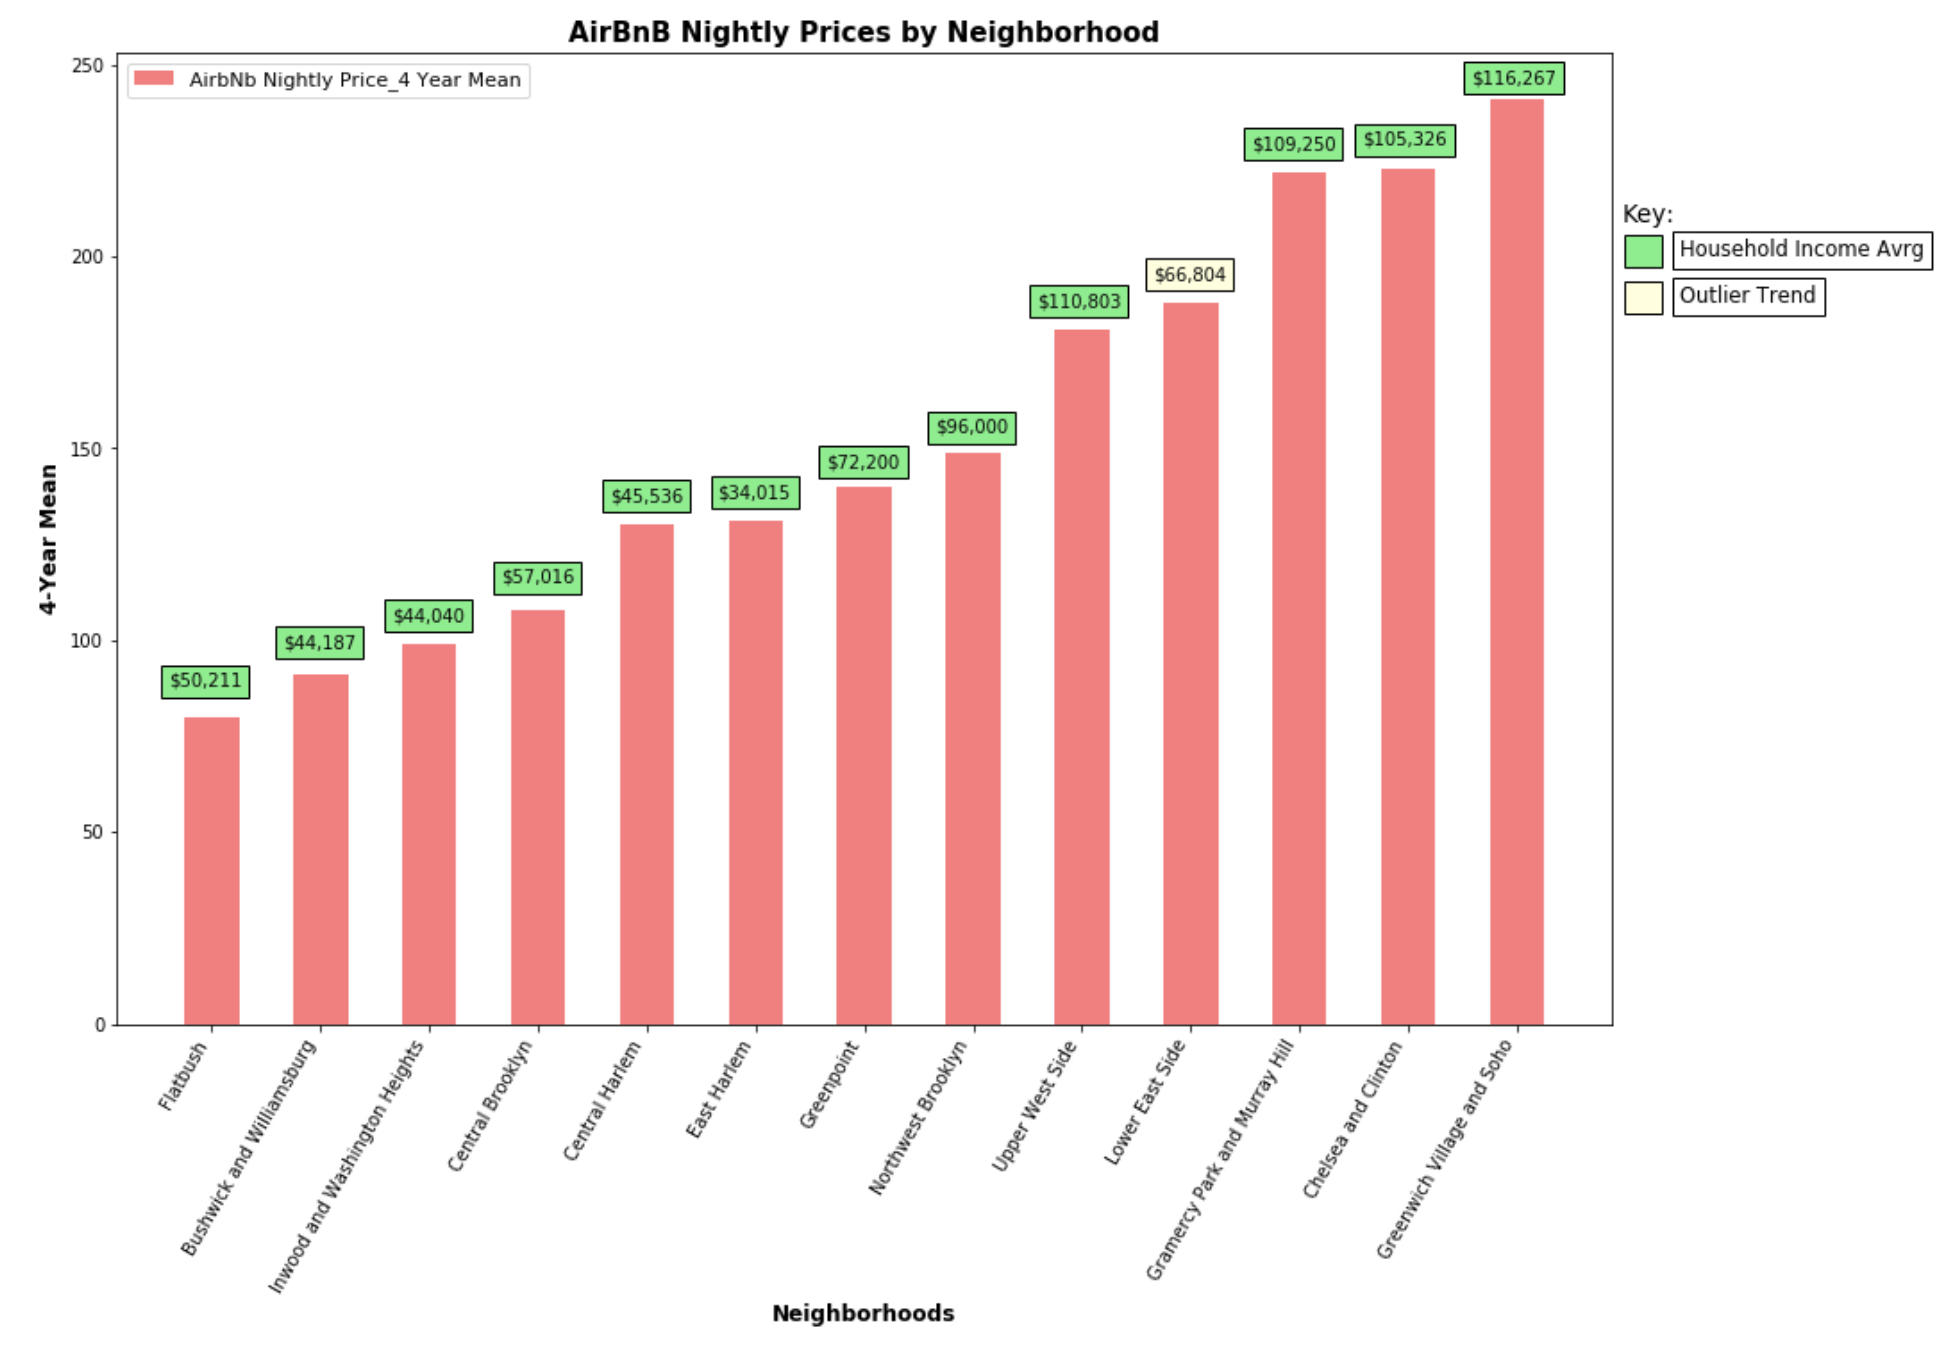 AirBnB Nightly Prices by Neighborhood
AirbNb Nightly Price_4 Year Mean
250
200
150
100
50
0
4-Year Mean
$50,211
$44,187
$44,040
$57,016
$45,536
$34,015
$72,200
$96,000
$110,803
$66,804
$109,250
$105,326
$116,267
Key:
Household Income Avrg
Outlier Trend
Flatbush
Bushwick and Williamsburg
Inwood and Washington Heights
Central Brooklyn
Central Harlem
East Harlem
Greenpoint
Northwest Brooklyn
Upper West Side
Lower East Side
Gramercy Park and Murray Hill
Chelsea and Clinton
Greenwich Village and Soho
Neighborhoods